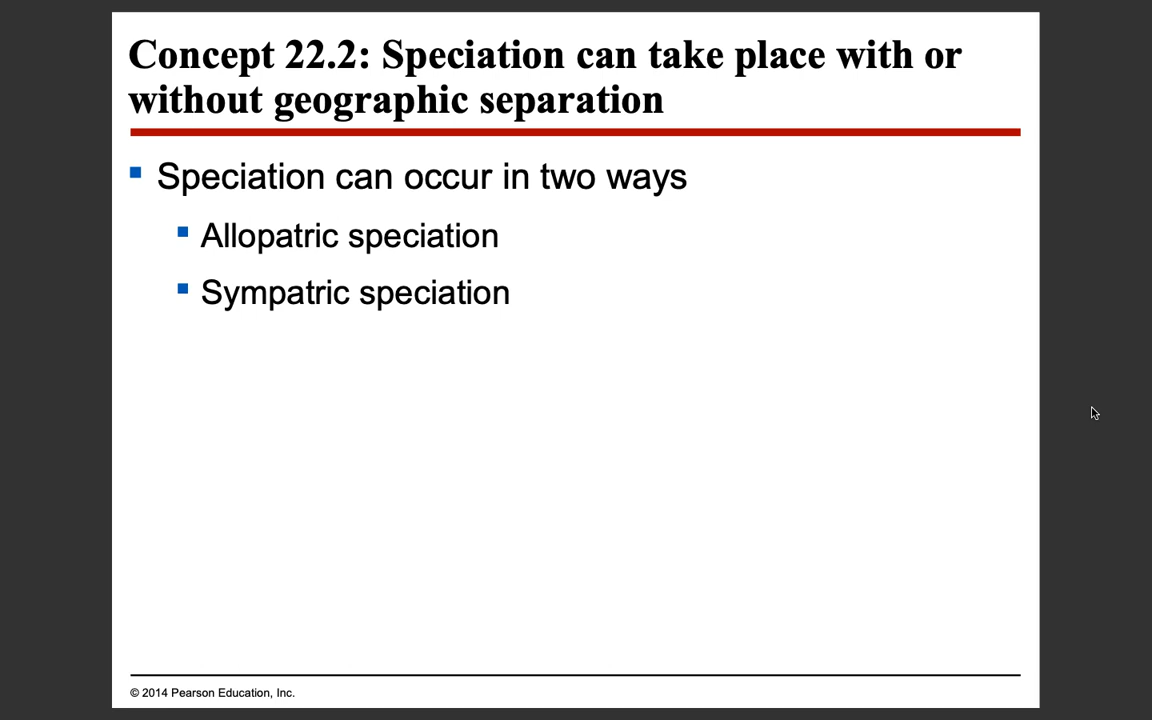 Concept 22.2: Speciation can take place with or
without geographic separation
Speciation can occur in two ways
Allopatric speciation
Sympatric speciation
© 2014 Pearson Education, Inc.